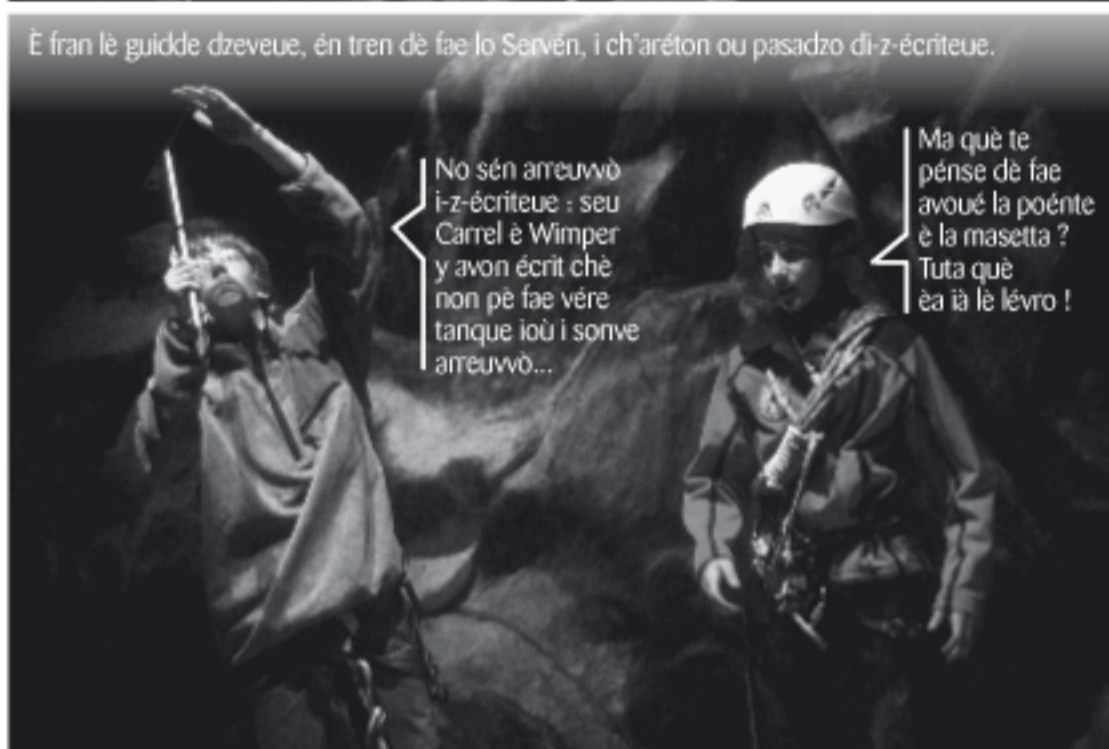 È fran lè guidde dzeveue, én tren dè fae lo Servén, i ch'aréton ou pasadzo di-z-écriteue.
No sén arreuvvò
i-z-écriteue : seu
Carrel è Wimper
y avon écrit chè
non pè fae vére
tanque ioù i sonve
arreuvvò...
Ma què te
pénse dè fae
avoué la poénte
è la masetta ?
Tuta què
èa ià lè lévro !